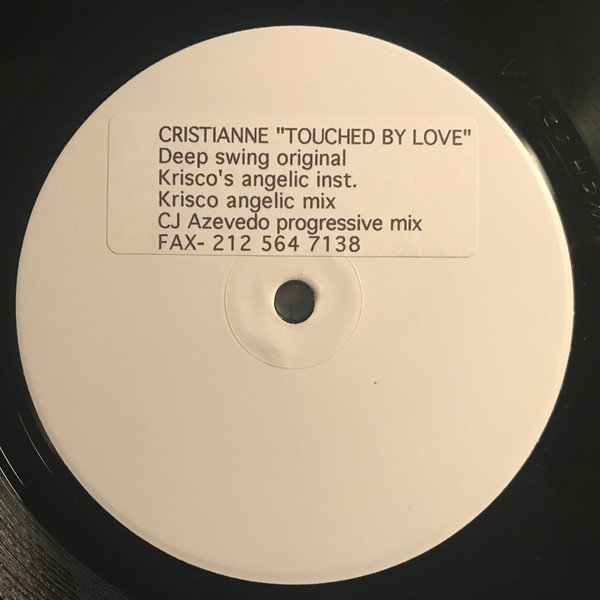 CRISTIANNE "TOUCHED BY LOVE"
Deep swing original
Krisco's angelic inst.
Krisco angelic mix
CJ Azevedo progressive mix
FAX- 212 564 7138